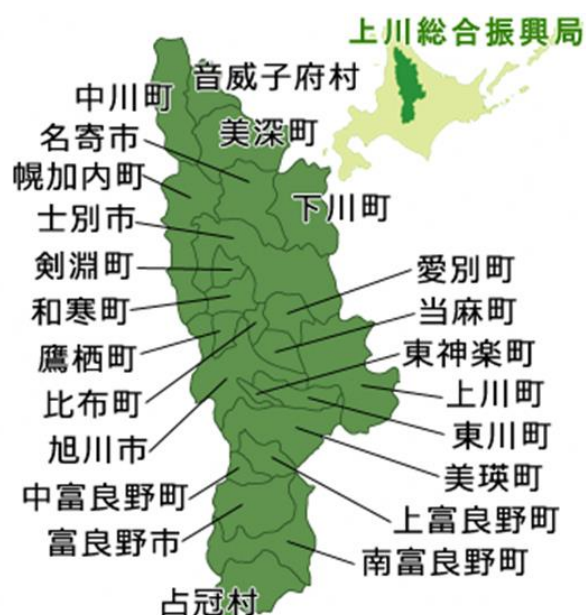 上川総合振興局
音威子府村
中川町
美深町
名寄市
幌加内町
下川町
士別市
剣淵町
愛別町
和寒町
当麻町
鷹栖町
東神楽町
比布町
上川町
旭川市
東川町
美瑛町
中富良野町
上富良野町
富良野市
南富良野町
占冠村